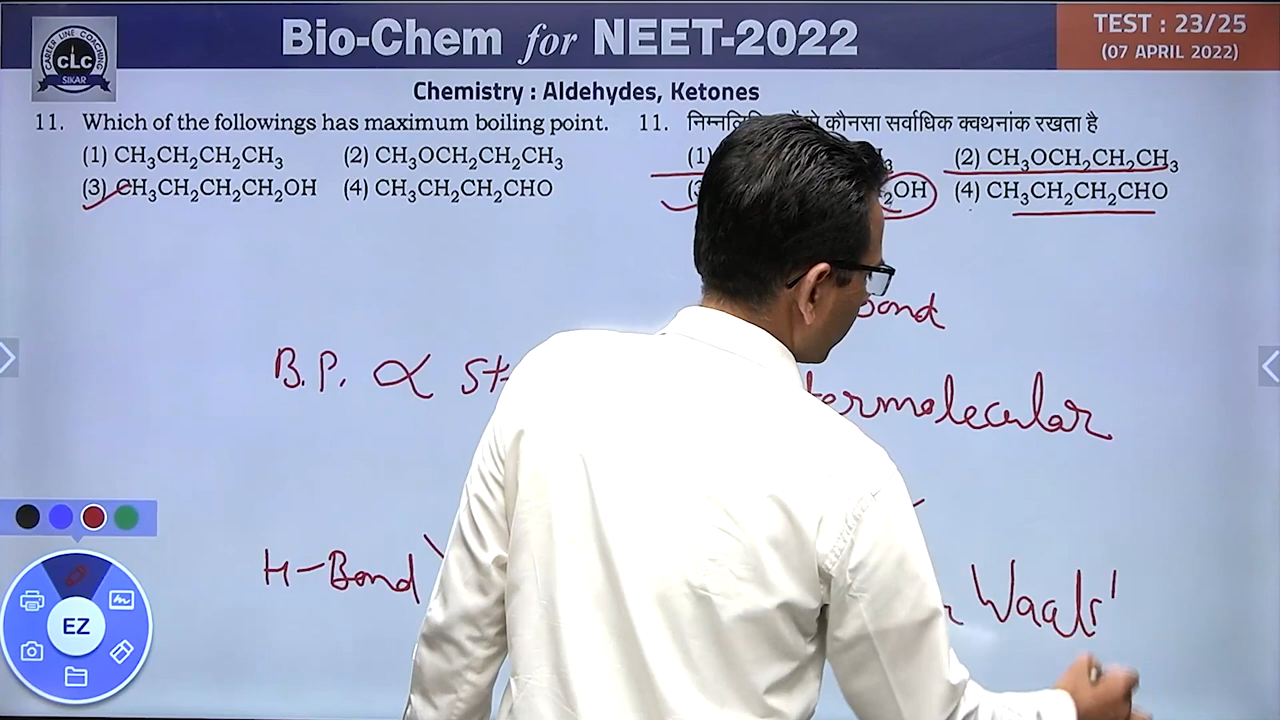 CAREER LINE COACHING
CLC
SIKAR
Bio-Chem for NEET-2022
TEST : 23/25
(07 APRIL 2022)
Chemistry : Aldehydes, Ketones
11. Which of the followings has maximum boiling point.
(1) CH₃CH₂CH₂CH₃ (2) CH₃OCH₂CH₂CH₃
(3) CH₃CH₂CH₂CH₂OH (4) CH₃CH₂CH₂CHO
11. कौनसा सर्वाधिक क्वथनांक रखता है
(1) (2) CH₃OCH₂CH₂CH₃
₂OH (4) CH₃CH₂CH₂CHO
Bond
B.P. ∝ St termolecular
H-Bond Waals'
EZ